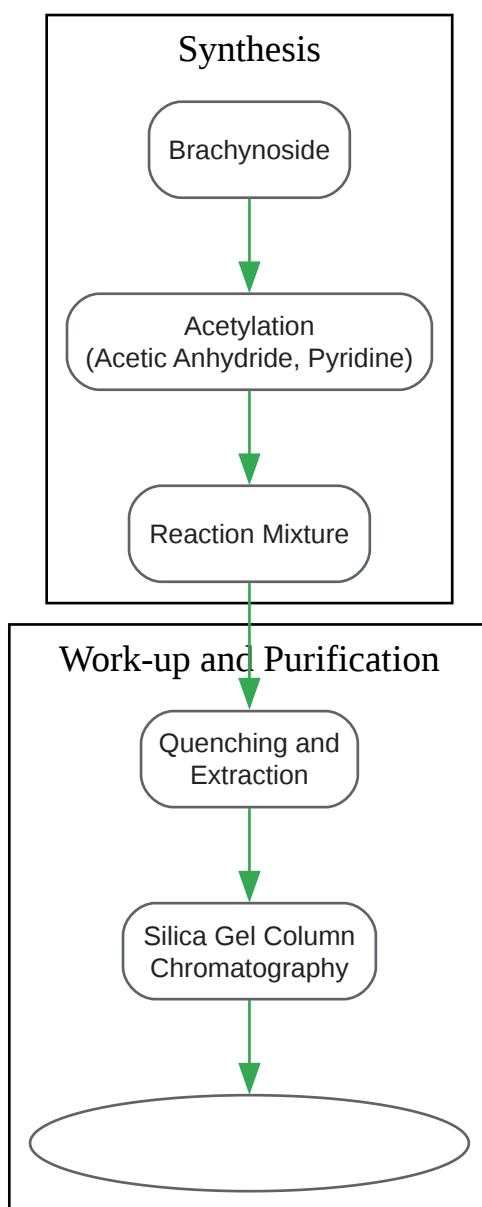 Synthesis
Brachynoside
Acetylation
(Acetic Anhydride, Pyridine)
Reaction Mixture
Work-up and Purification
Quenching and
Extraction
Silica Gel Column
Chromatography